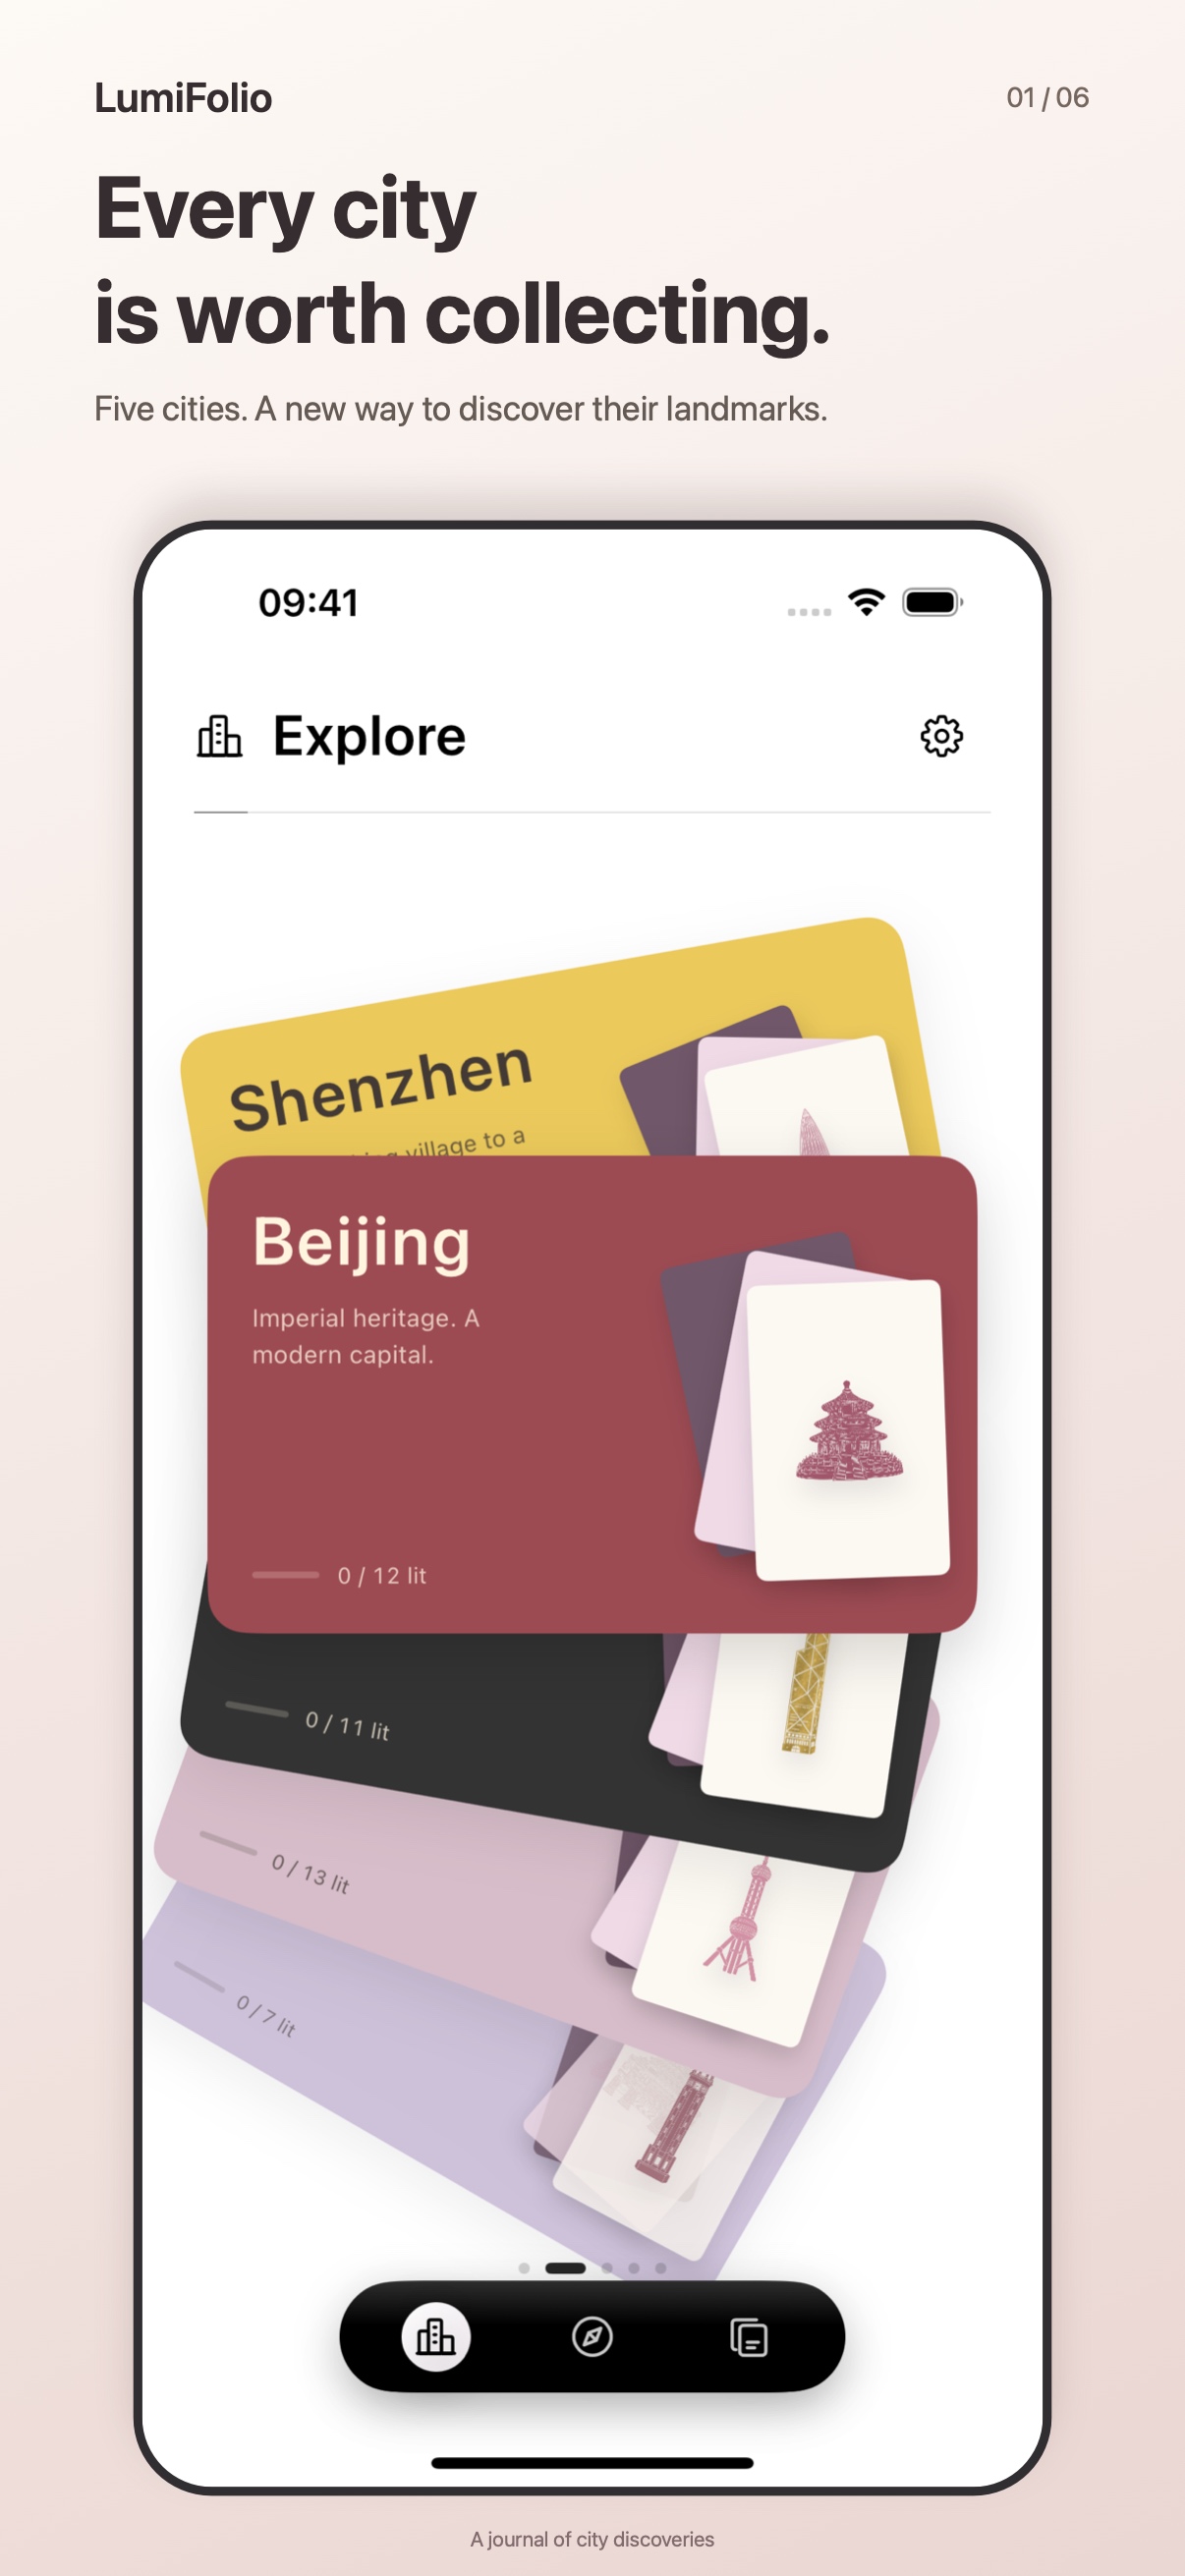 LumiFolio
01 / 06
Every city
is worth collecting.
Five cities. A new way to discover their landmarks.
09:41
Explore
Shenzhen
village to a
Beijing
Imperial heritage. A
modern capital.
0 / 12 lit
0 / 11 lit
0 / 13 lit
0 / 7 lit
A journal of city discoveries